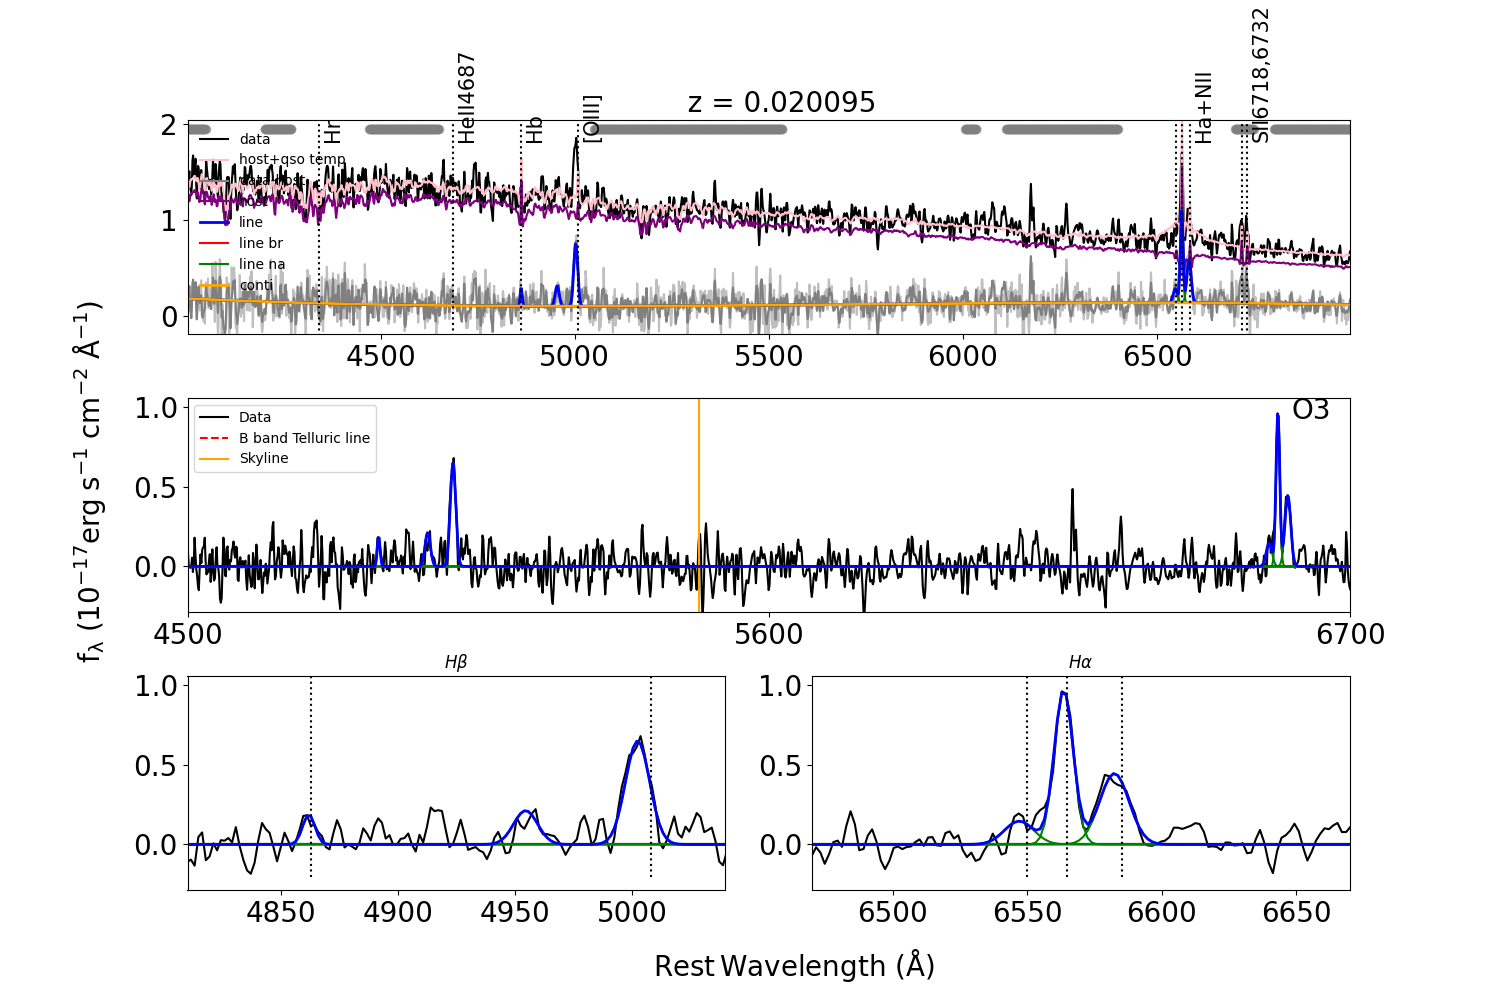 z = 0.020095
Hr
HeII4687
Hb
[OIII]
Ha+NII
SII6718,6732
data
host+qso temp
data-host
host
line
line br
line na
conti
2
1
0
4500
5000
5500
6000
6500
fλ (10−17erg s−1 cm−2 Å−1)
Data
B band Telluric line
Skyline
O3
1.0
0.5
0.0
4500
5600
6700
Hβ
1.0
0.5
0.0
4850
4900
4950
5000
Hα
1.0
0.5
0.0
6500
6550
6600
6650
Rest Wavelength (Å)